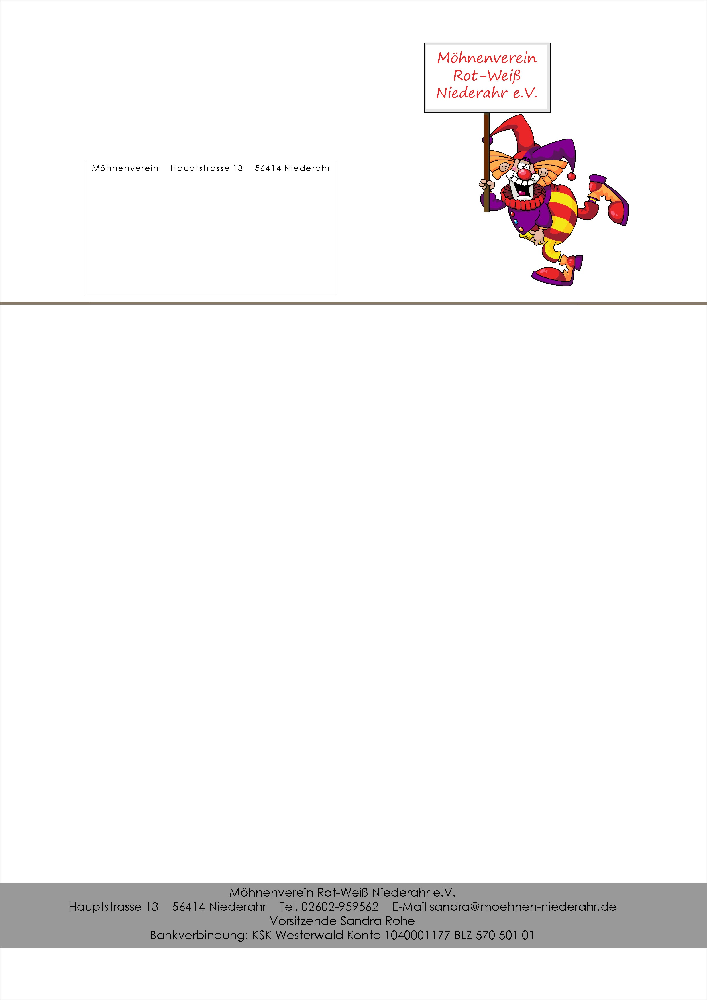 Möhnenverein
Rot-Weiß
Niederahr e.V.
Möhnenverein Hauptstrasse 13 56414 Niederahr
Möhnenverein Rot-Weiß Niederahr e.V.
Hauptstrasse 13 56414 Niederahr Tel. 02602-959562 E-Mail sandra@moehnen-niederahr.de
Vorsitzende Sandra Rohe
Bankverbindung: KSK Westerwald Konto 1040001177 BLZ 570 501 01